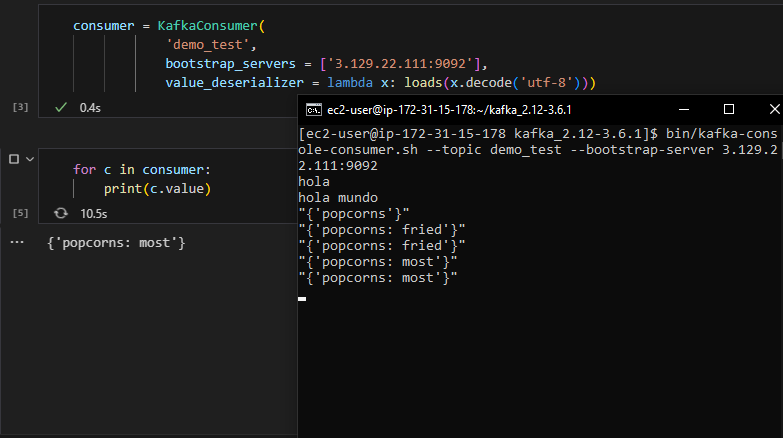 consumer = KafkaConsumer(
'demo_test',
bootstrap_servers = ['3.129.22.111:9092'],
value_deserializer = lambda x: loads(x.decode('utf-8')))
[3] ✓ 0.4s
for c in consumer:
print(c.value)
[5] 10.5s
... {'popcorns: most'}
C:\. ec2-user@ip-172-31-15-178:~/kafka_2.12-3.6.1
[ec2-user@ip-172-31-15-178 kafka_2.12-3.6.1]$ bin/kafka-cons
ole-consumer.sh --topic demo_test --bootstrap-server 3.129.2
2.111:9092
hola
hola mundo
"{'popcorns'}"
"{'popcorns: fried'}"
"{'popcorns: fried'}"
"{'popcorns: most'}"
"{'popcorns: most'}"